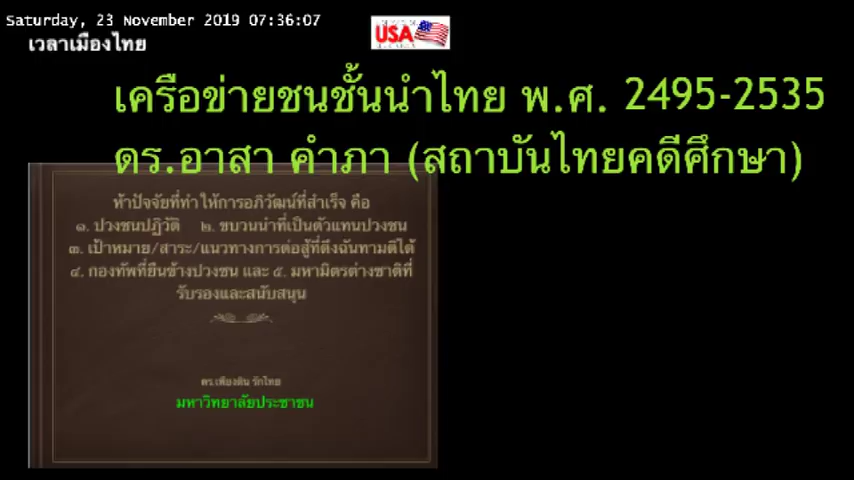 Saturday, 23 November 2019 07:36:07
เวลาเมืองไทย
USA
เครือข่ายชนชั้นนำไทย พ.ศ. 2495-2535
ดร.อาสา คำภา (สถาบันไทยคดีศึกษา)
ห้าปัจจัยที่ทำให้การอภิวัฒน์ที่สำเร็จ คือ
๑. ปวงชนปฏิวัติ ๒. ขบวนนำที่เป็นตัวแทนปวงชน
๓. เป้าหมาย/สาระ/แนวทางการต่อสู้ที่ดึงฉันทามติได้
๔. กองทัพที่ยืนข้างปวงชน และ ๕. มหามิตรต่างชาติที่
รับรองและสนับสนุน
ดร.เพียงดิน รักไทย
มหาวิทยาลัยประชาชน